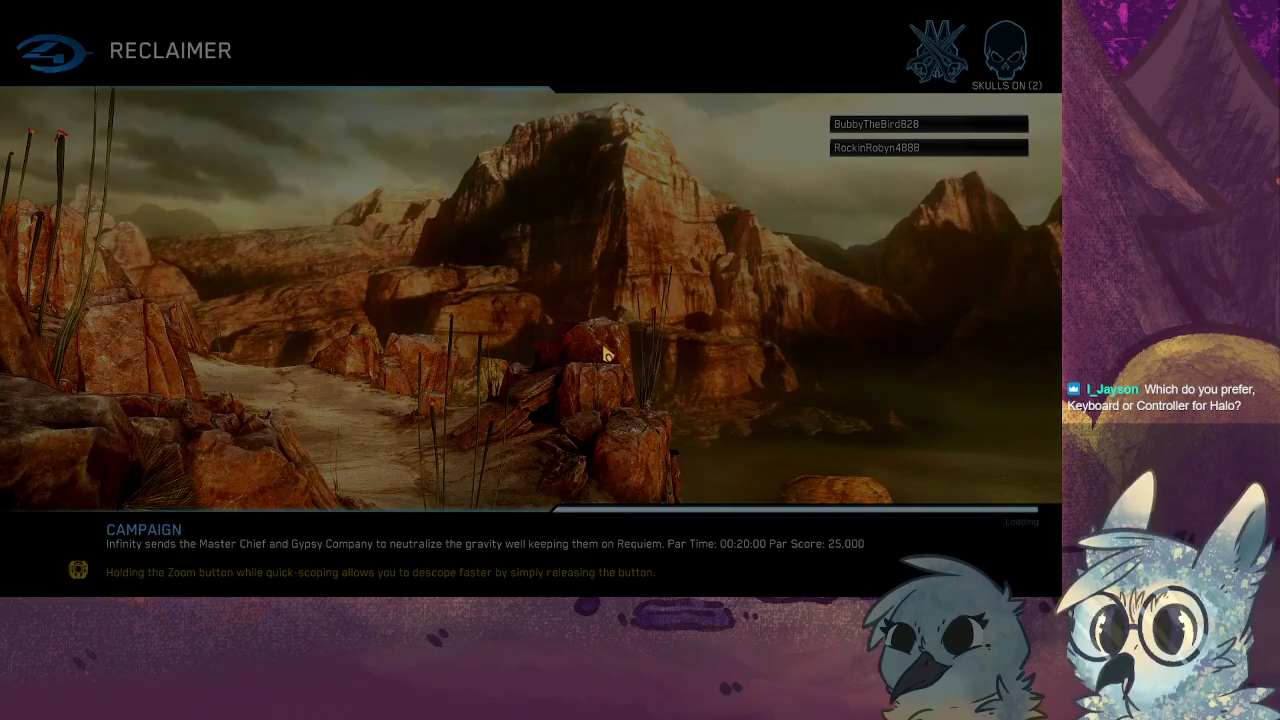 RECLAIMER
SKULLS ON (2)
BubbyTheBird828
RockinRobyn4888
I_Jayson Which do you prefer,
Keyboard or Controller for Halo?
Loading
CAMPAIGN
Infinity sends the Master Chief and Gypsy Company to neutralize the gravity well keeping them on Requiem. Par Time: 00:20:00 Par Score: 25,000
Holding the Zoom button while quick-scoping allows you to descope faster by simply releasing the button.